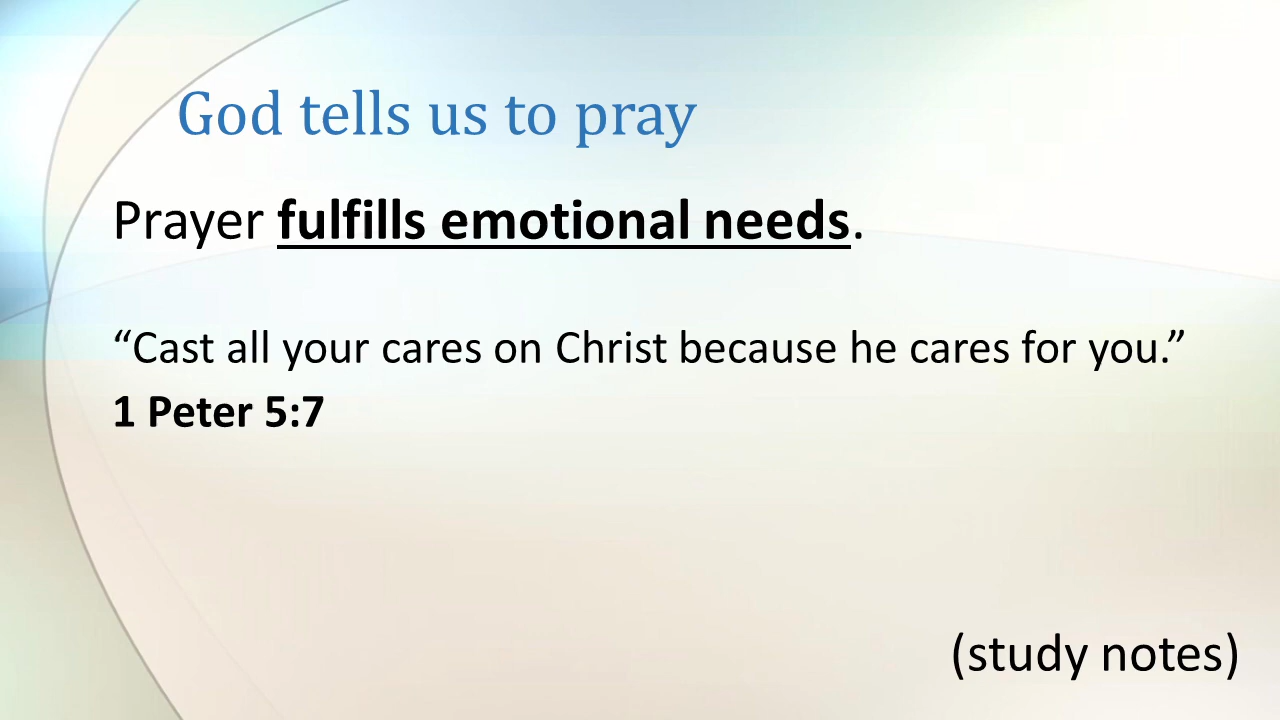 God tells us to pray
Prayer fulfills emotional needs.
“Cast all your cares on Christ because he cares for you.”
1 Peter 5:7
(study notes)